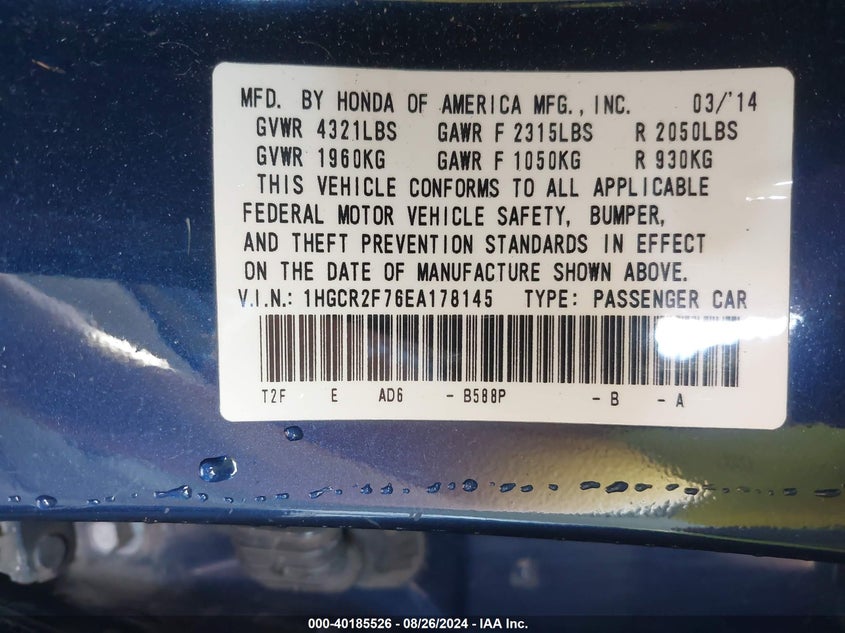 MFD. BY HONDA OF AMERICA MFG., INC. 03/'14
GVWR 4321LBS GAWR F 2315LBS R 2050LBS
GVWR 1960KG GAWR F 1050KG R 930KG
THIS VEHICLE CONFORMS TO ALL APPLICABLE
FEDERAL MOTOR VEHICLE SAFETY, BUMPER,
AND THEFT PREVENTION STANDARDS IN EFFECT
ON THE DATE OF MANUFACTURE SHOWN ABOVE.
V.I.N.: 1HGCR2F76EA178145 TYPE: PASSENGER CAR
T2F E AD6 - B588P - B - A
000-40185526 - 08/26/2024 - IAA Inc.